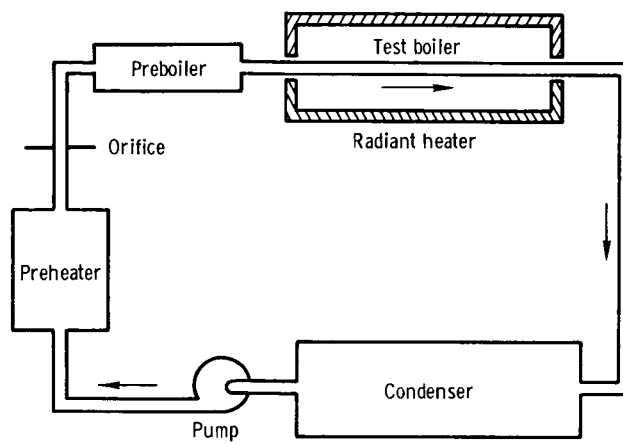 Test boiler
Preboiler
Radiant heater
Orifice
Preheater
Condenser
Pump